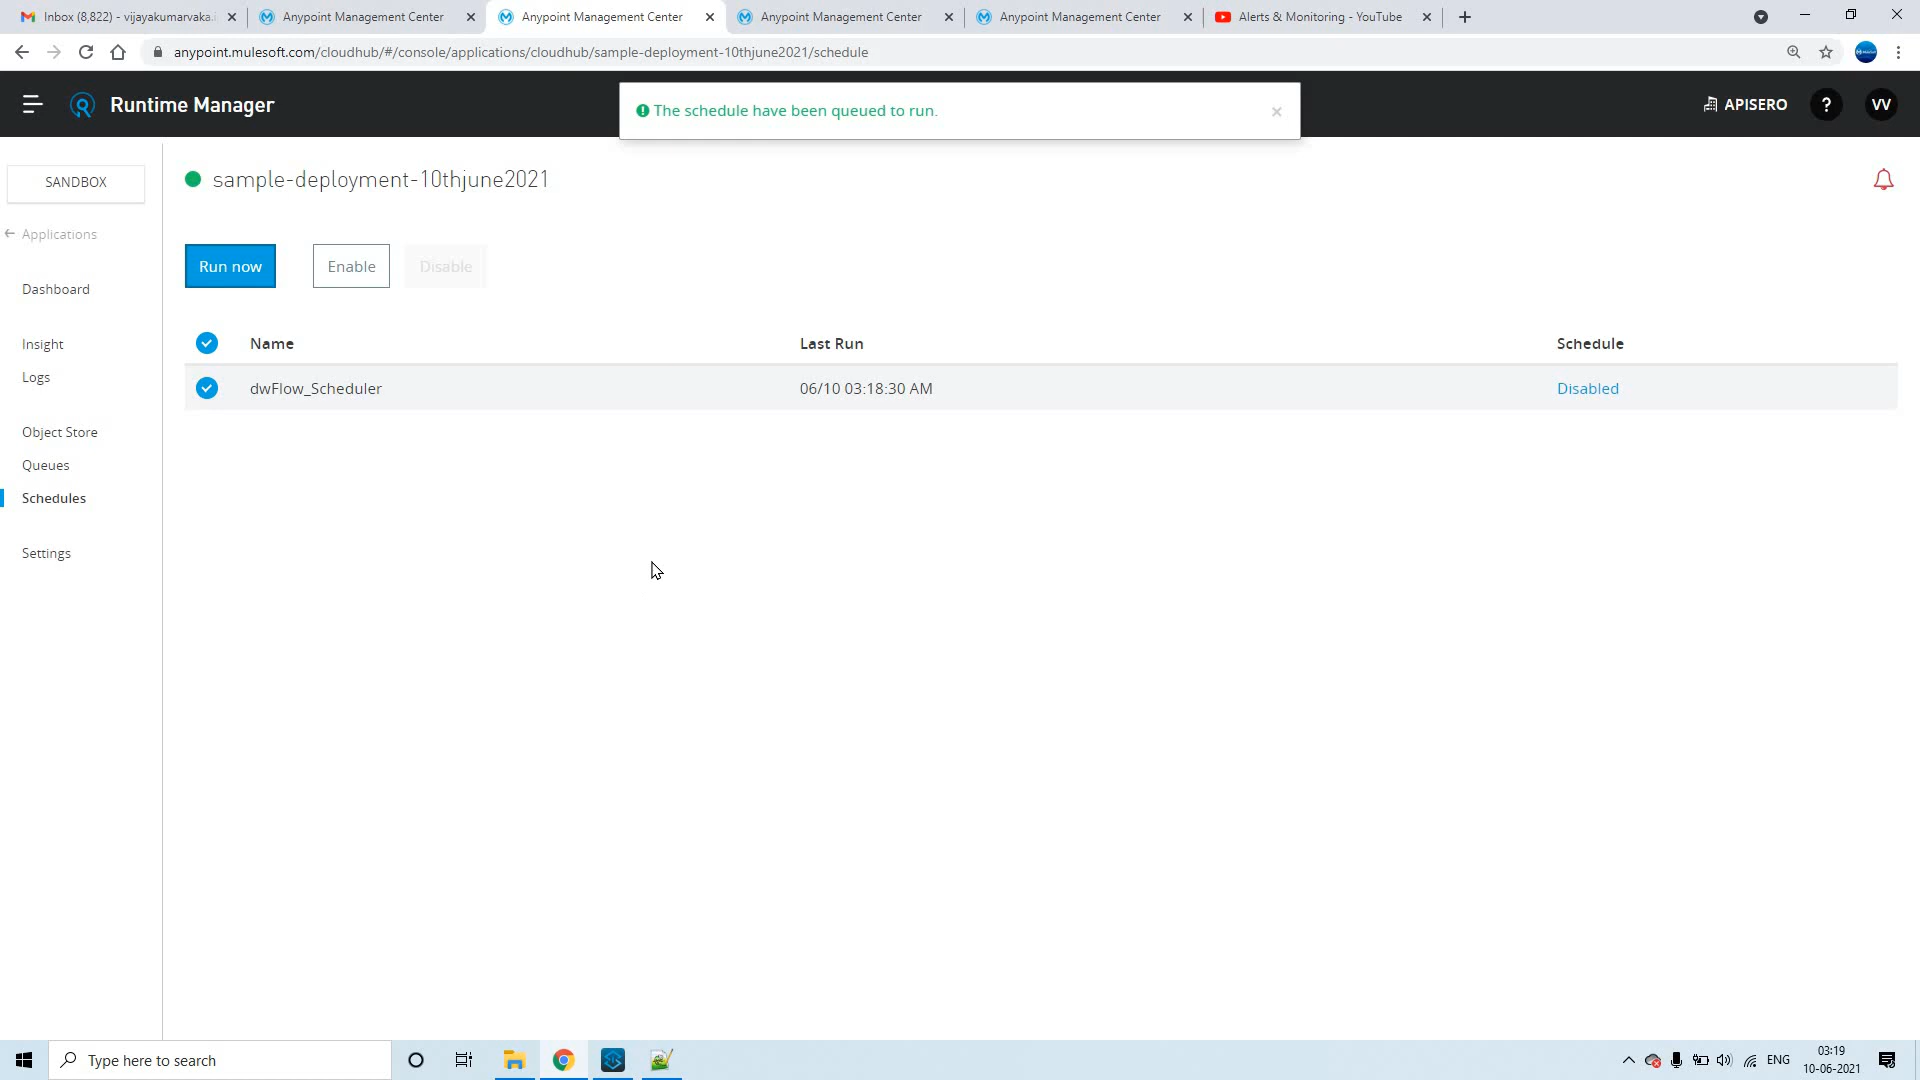 Inbox (8,822) - vijayakumarvaka.i
Anypoint Management Center
Anypoint Management Center
Anypoint Management Center
Anypoint Management Center
Alerts & Monitoring - YouTube
anypoint.mulesoft.com/cloudhub/#/console/applications/cloudhub/sample-deployment-10thjune2021/schedule
Runtime Manager
The schedule have been queued to run.
APISERO
?
VV
SANDBOX
Applications
Dashboard
Insight
Logs
Object Store
Queues
Schedules
Settings
sample-deployment-10thjune2021
Run now
Enable
Disable
Name
Last Run
Schedule
dwFlow_Scheduler
06/10 03:18:30 AM
Disabled
Type here to search
ENG
03:19
10-06-2021